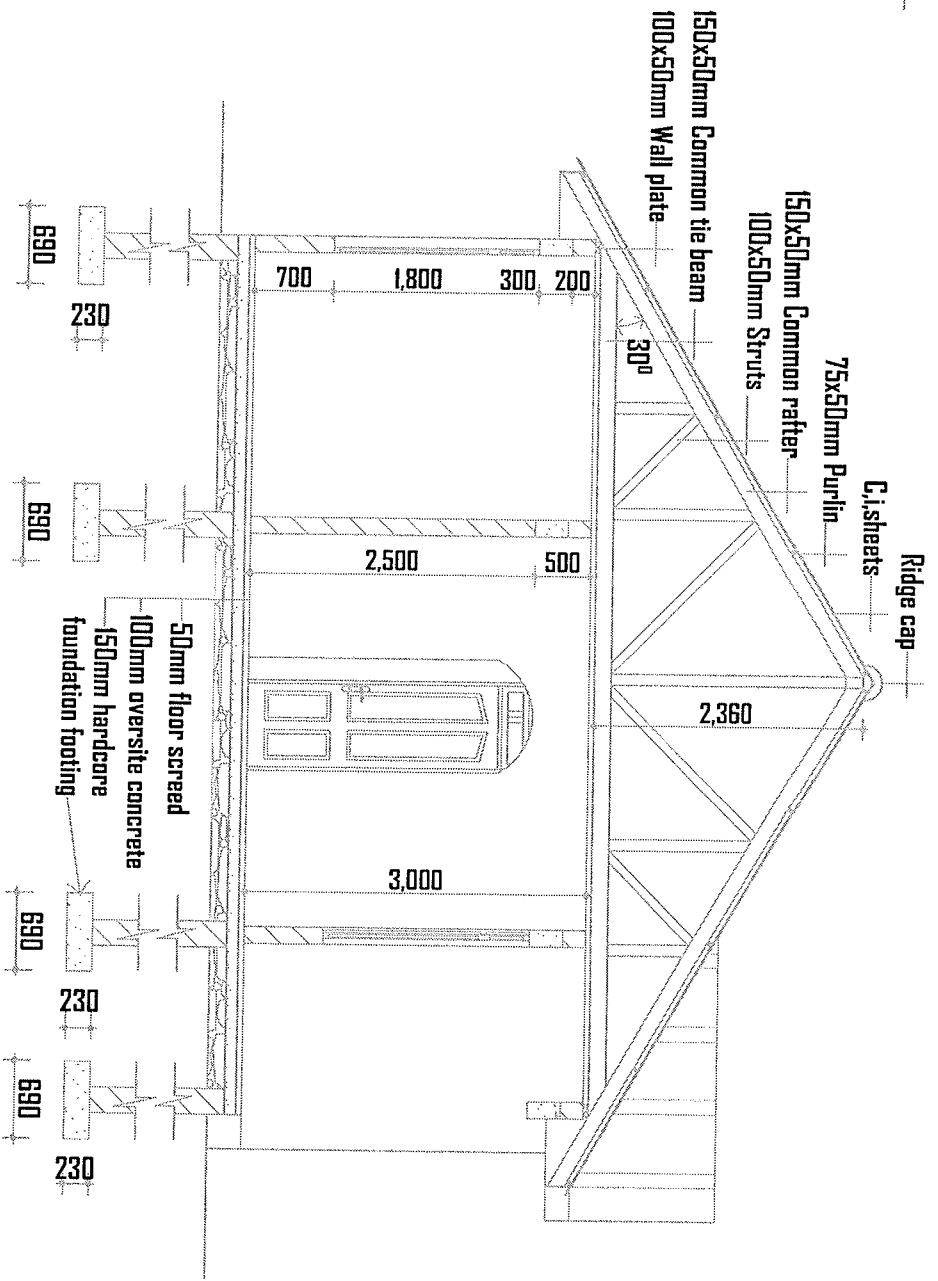 Ridge cap
C,i,sheets
75x50mm Purlin
150x50mm Common rafter
100x50mm Struts
150x50mm Common tie beam
100x50mm Wall plate
30⁰
2,360
200
300
1,800
700
500
2,500
3,000
50mm floor screed
100mm oversite concrete
150mm hardcore
foundation footing
230
230
230
690
690
690
690